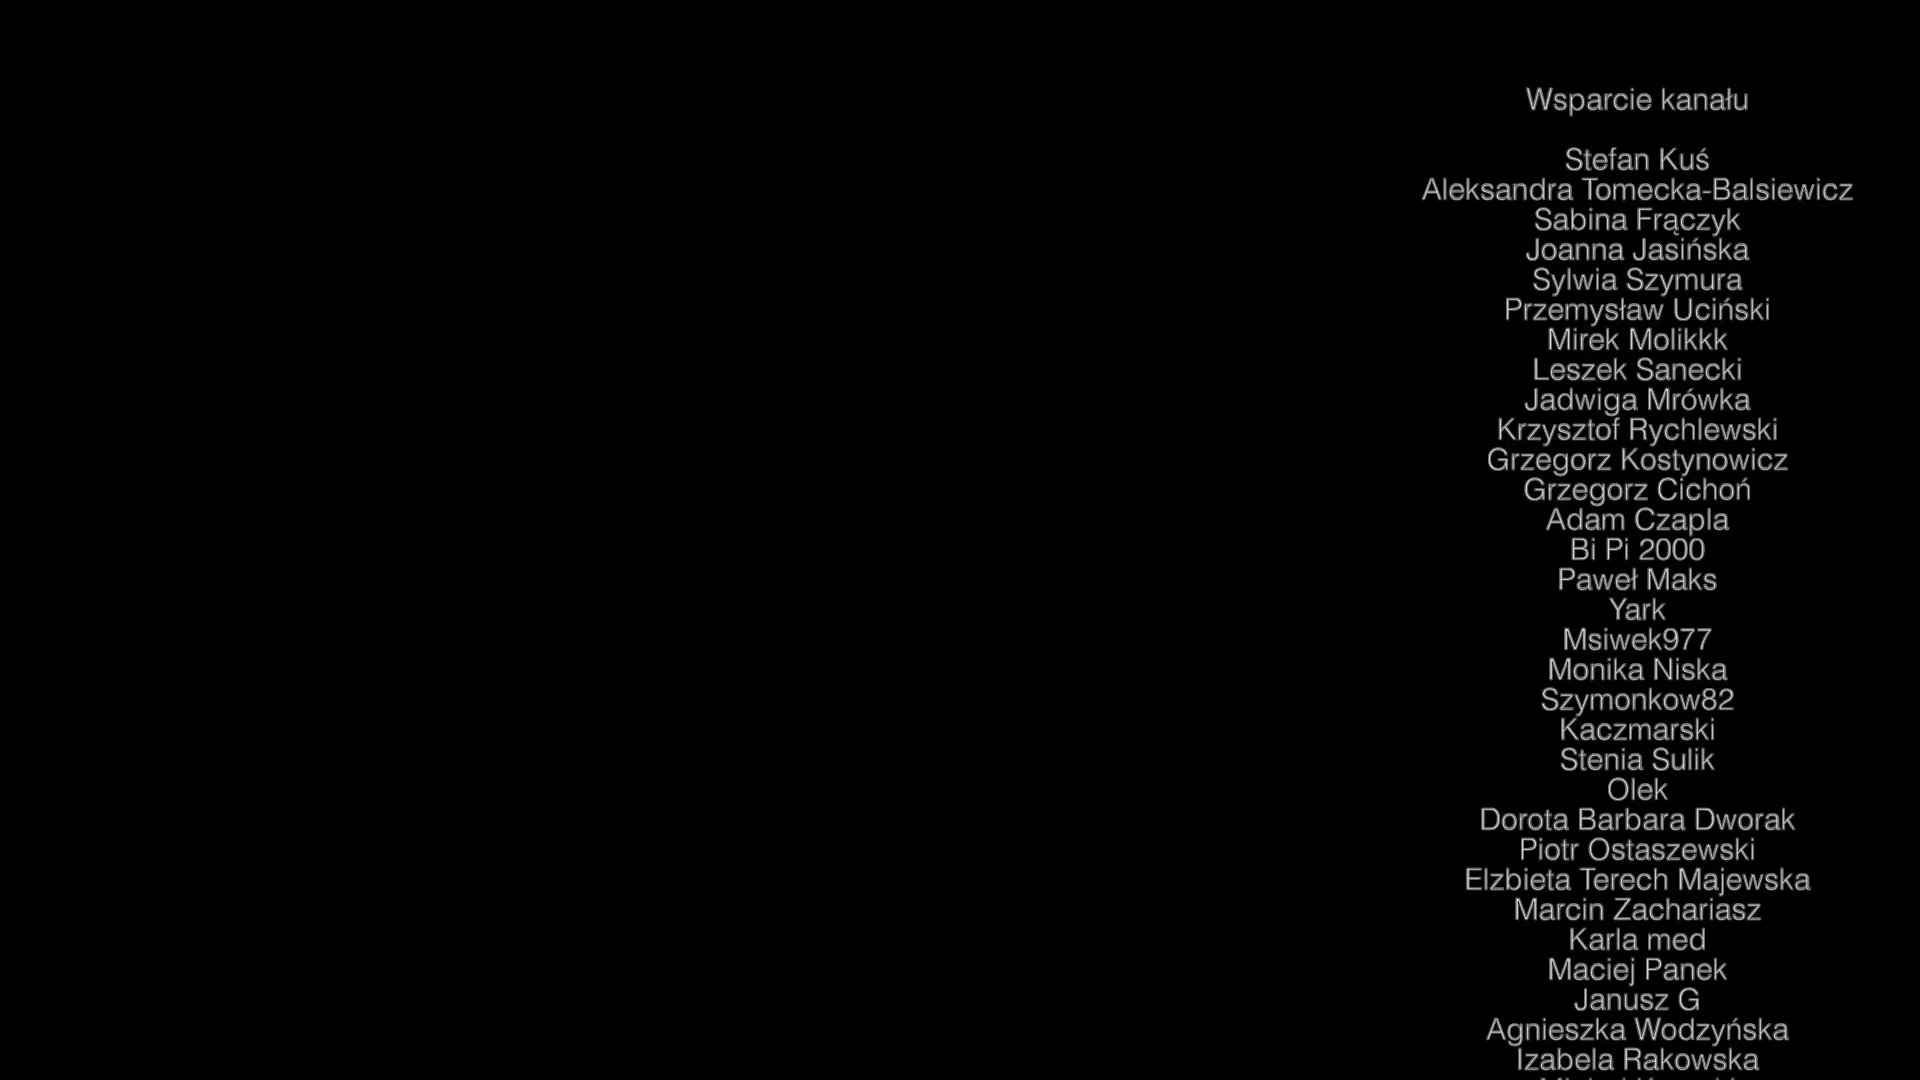 Wsparcie kanału
Stefan Kuś
Aleksandra Tomecka-Balsiewicz
Sabina Frączyk
Joanna Jasińska
Sylwia Szymura
Przemysław Uciński
Mirek Molikkk
Leszek Sanecki
Jadwiga Mrówka
Krzysztof Rychlewski
Grzegorz Kostynowicz
Grzegorz Cichoń
Adam Czapla
Bi Pi 2000
Paweł Maks
Yark
Msiwek977
Monika Niska
Szymonkow82
Kaczmarski
Stenia Sulik
Olek
Dorota Barbara Dworak
Piotr Ostaszewski
Elzbieta Terech Majewska
Marcin Zachariasz
Karla med
Maciej Panek
Janusz G
Agnieszka Wodzyńska
Izabela Rakowska